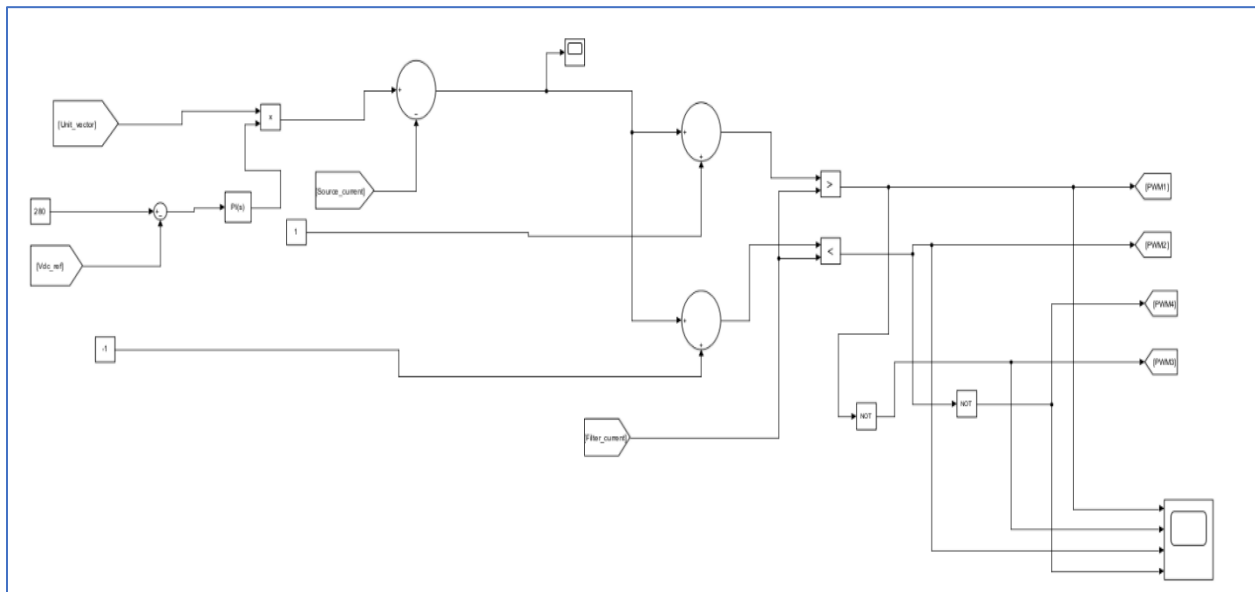 [Unit_vector]
x
+
−
[Source_current]
280
+
−
PI(s)
[Vdc_ref]
1
-1
+
+
+
+
>
<
[Filter_current]
NOT
NOT
[PWM1]
[PWM2]
[PWM4]
[PWM3]